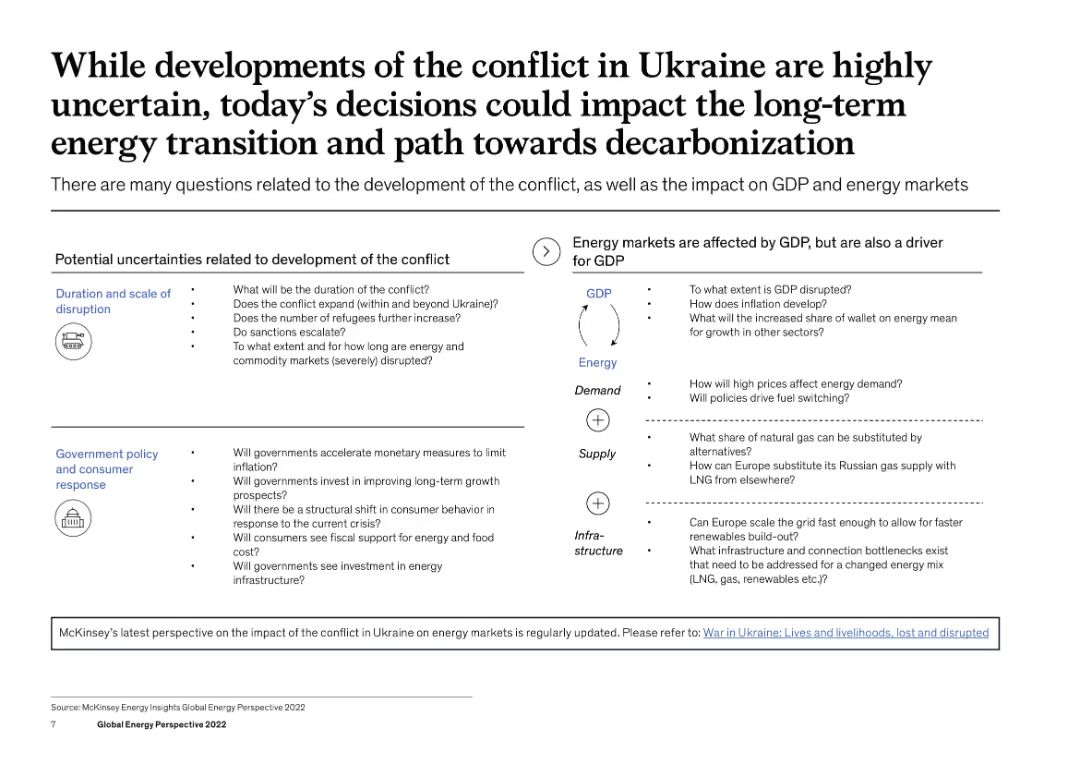 While developments of the conflict in Ukraine are highly
uncertain, today's decisions could impact the long-term
energy transition and path towards decarbonization
There are many questions related to the development of the conflict, as well as the impact on GDP and energy markets
Potential uncertainties related to development of the conflict
Duration and scale of
disruption
• What will be the duration of the conflict?
• Does the conflict expand (within and beyond Ukraine)?
• Does the number of refugees further increase?
• Do sanctions escalate?
• To what extent and for how long are energy and
commodity markets (severely) disrupted?
Government policy
and consumer
response
• Will governments accelerate monetary measures to limit
inflation?
• Will governments invest in improving long-term growth
prospects?
• Will there be a structural shift in consumer behavior in
response to the current crisis?
• Will consumers see fiscal support for energy and food
cost?
• Will governments see investment in energy
infrastructure?
Energy markets are affected by GDP, but are also a driver
for GDP
GDP
Energy
• To what extent is GDP disrupted?
• How does inflation develop?
• What will the increased share of wallet on energy mean
for growth in other sectors?
Demand
• How will high prices affect energy demand?
• Will policies drive fuel switching?
Supply
• What share of natural gas can be substituted by
alternatives?
• How can Europe substitute its Russian gas supply with
LNG from elsewhere?
Infra-
structure
• Can Europe scale the grid fast enough to allow for faster
renewables build-out?
• What infrastructure and connection bottlenecks exist
that need to be addressed for a changed energy mix
(LNG, gas, renewables etc.)?
McKinsey's latest perspective on the impact of the conflict in Ukraine on energy markets is regularly updated. Please refer to: War in Ukraine: Lives and livelihoods, lost and disrupted
Source: McKinsey Energy Insights Global Energy Perspective 2022
7 Global Energy Perspective 2022